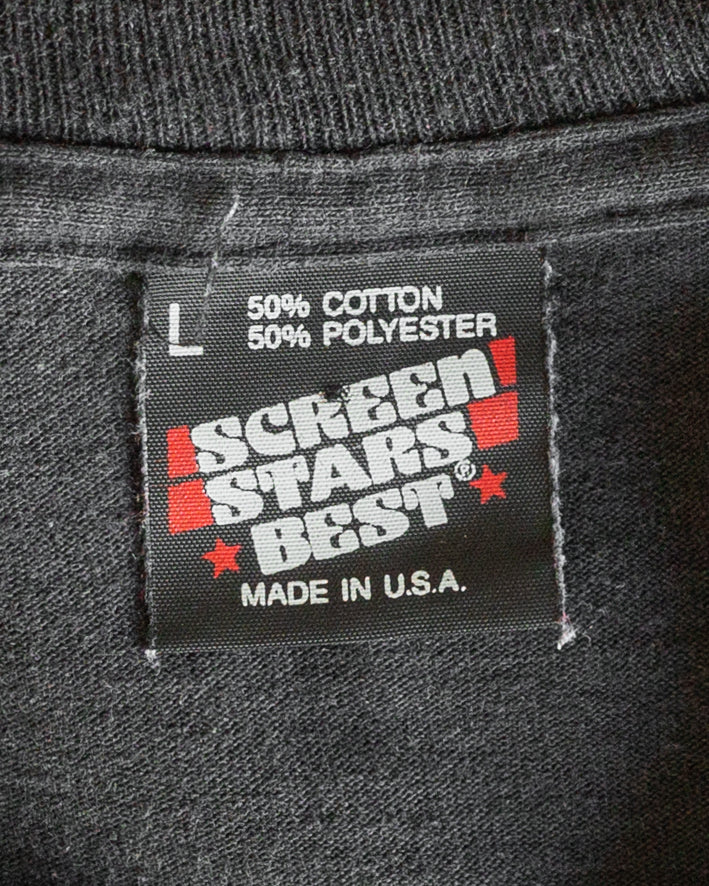 L
50% COTTON
50% POLYESTER
SCREEN
STARS
BEST®
MADE IN U.S.A.